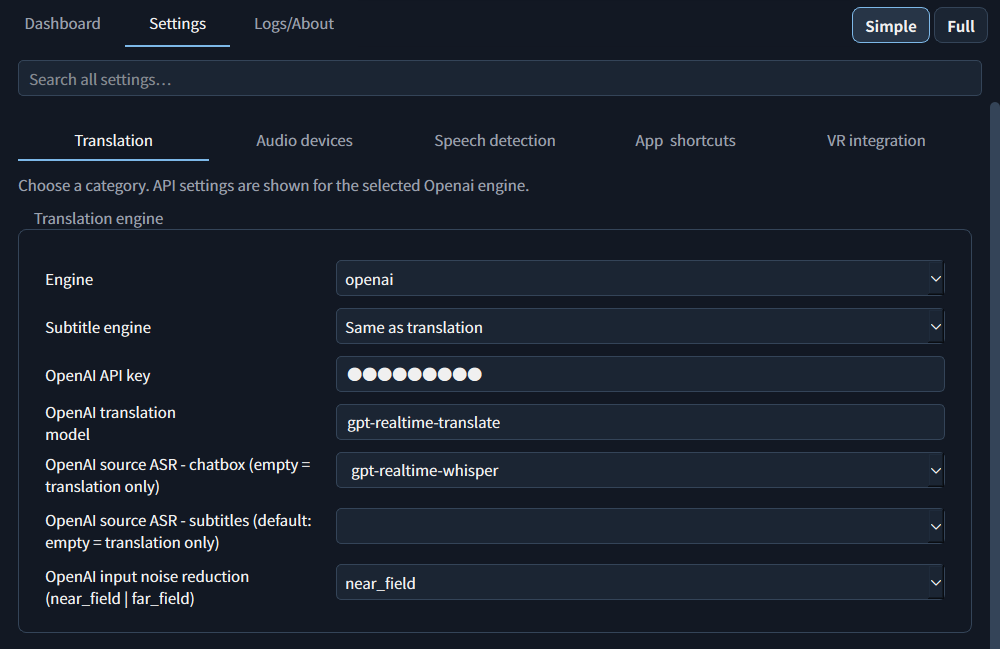 Dashboard Settings Logs/About Simple Full
Search all settings…
Translation Audio devices Speech detection App shortcuts VR integration
Choose a category. API settings are shown for the selected Openai engine.
Translation engine
Engine openai
Subtitle engine Same as translation
OpenAI API key ●●●●●●●●●
OpenAI translation
model
gpt-realtime-translate
OpenAI source ASR - chatbox (empty =
translation only)
gpt-realtime-whisper
OpenAI source ASR - subtitles (default:
empty = translation only)
OpenAI input noise reduction
(near_field | far_field)
near_field